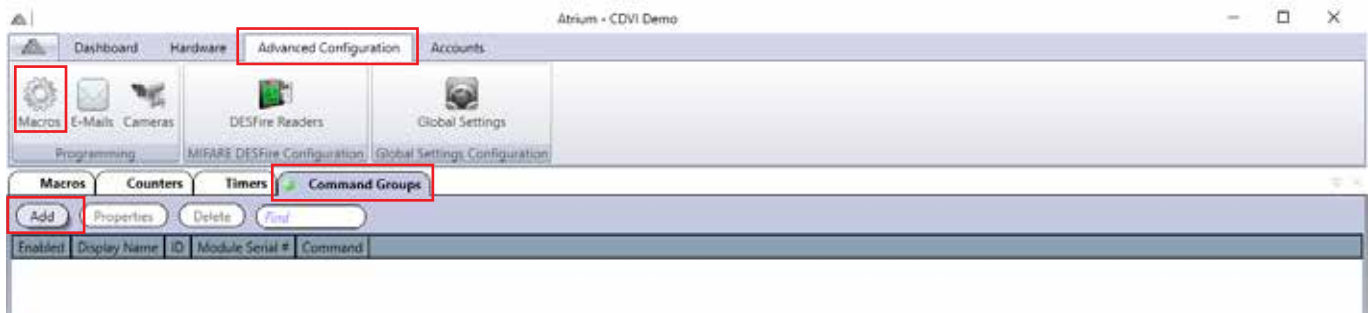 Atrium - CDVI Demo
Dashboard Hardware Advanced Configuration Accounts
Macros E-Mails Cameras DESFire Readers Global Settings
Programming MIFARE DESFire Configuration Global Settings Configuration
Macros Counters Timers Command Groups
Add Properties Delete Find
Enabled Display Name ID Module Serial # Command